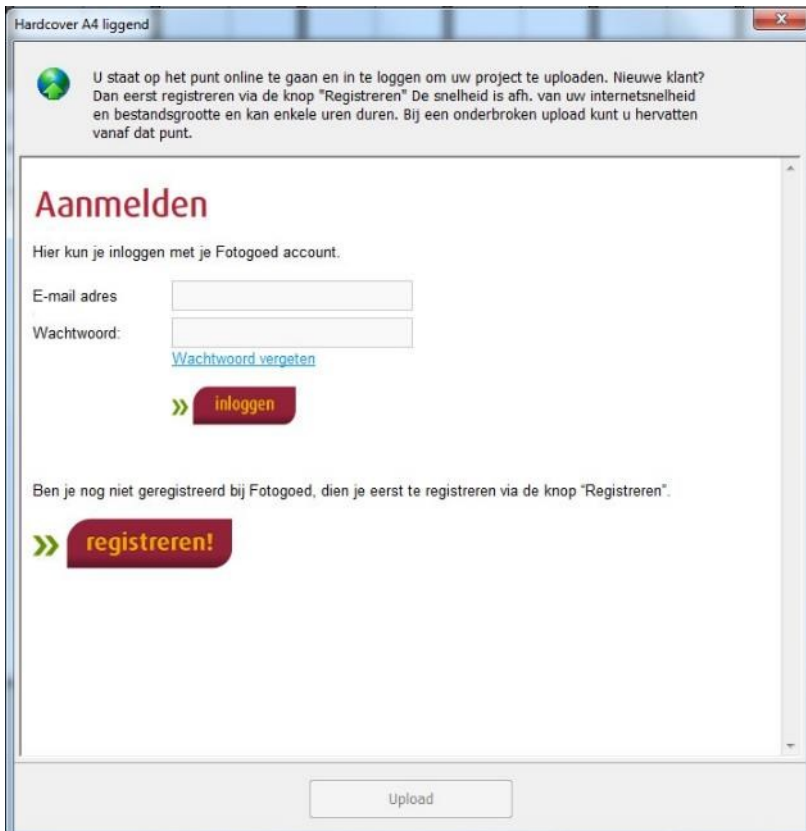 Hardcover A4 liggend
U staat op het punt online te gaan en in te loggen om uw project te uploaden. Nieuwe klant?
Dan eerst registreren via de knop "Registreren" De snelheid is afh. van uw internetsnelheid
en bestandsgrootte en kan enkele uren duren. Bij een onderbroken upload kunt u hervatten
vanaf dat punt.
Aanmelden
Hier kun je inloggen met je Fotogoed account.
E-mail adres
Wachtwoord:
Wachtwoord vergeten
inloggen
Ben je nog niet geregistreerd bij Fotogoed, dien je eerst te registreren via de knop “Registreren”.
registreren!
Upload